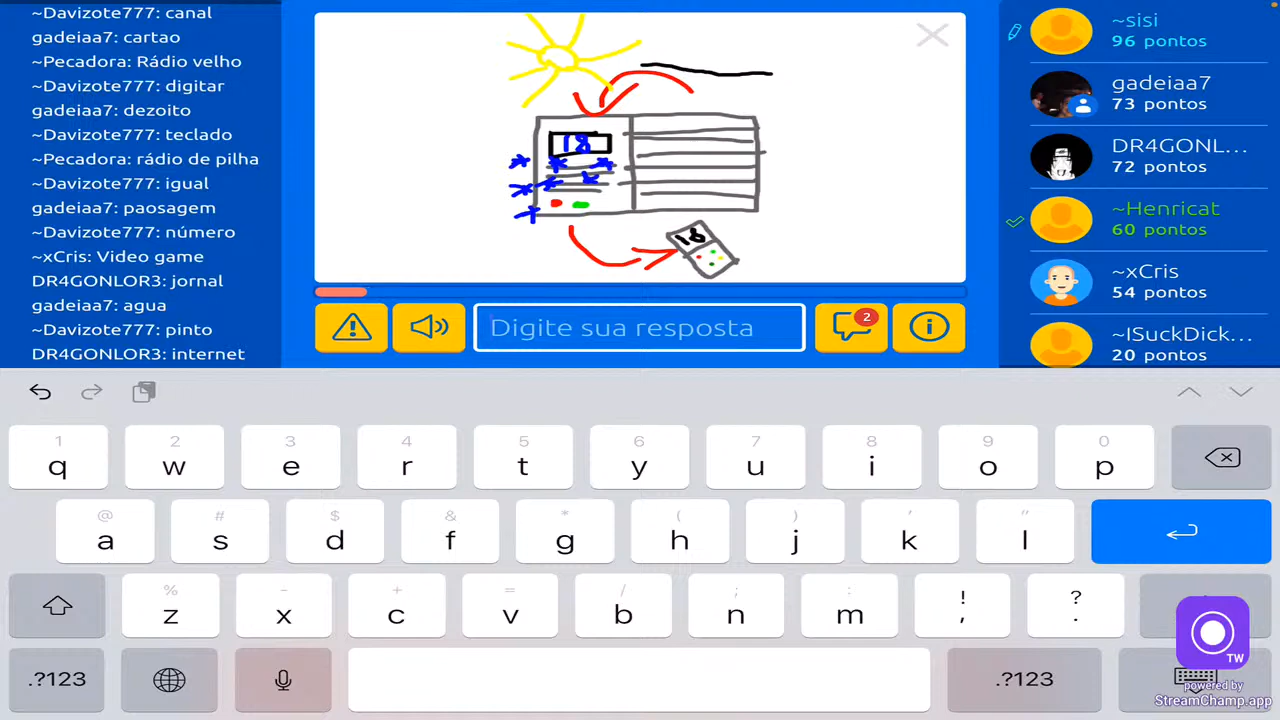 ~Davizote777: canal
gadeiaa7: cartao
~Pecadora: Rádio velho
~Davizote777: digitar
gadeiaa7: dezoito
~Davizote777: teclado
~Pecadora: rádio de pilha
~Davizote777: igual
gadeiaa7: paosagem
~Davizote777: número
~xCris: Video game
DR4GONLOR3: jornal
gadeiaa7: agua
~Davizote777: pinto
DR4GONLOR3: internet
18
18
Digite sua resposta
2
~sisi
96 pontos
gadeiaa7
73 pontos
DR4GONL...
72 pontos
~Henricat
60 pontos
~xCris
54 pontos
~ISuckDick...
20 pontos
1 2 3 4 5 6 7 8 9 0
q w e r t y u i o p
@ # $ & * ( ) ' "
a s d f g h j k l
% - + = / ; : ! ?
z x c v b n m , .
.?123
.?123
TW
powered by
StreamChamp.app